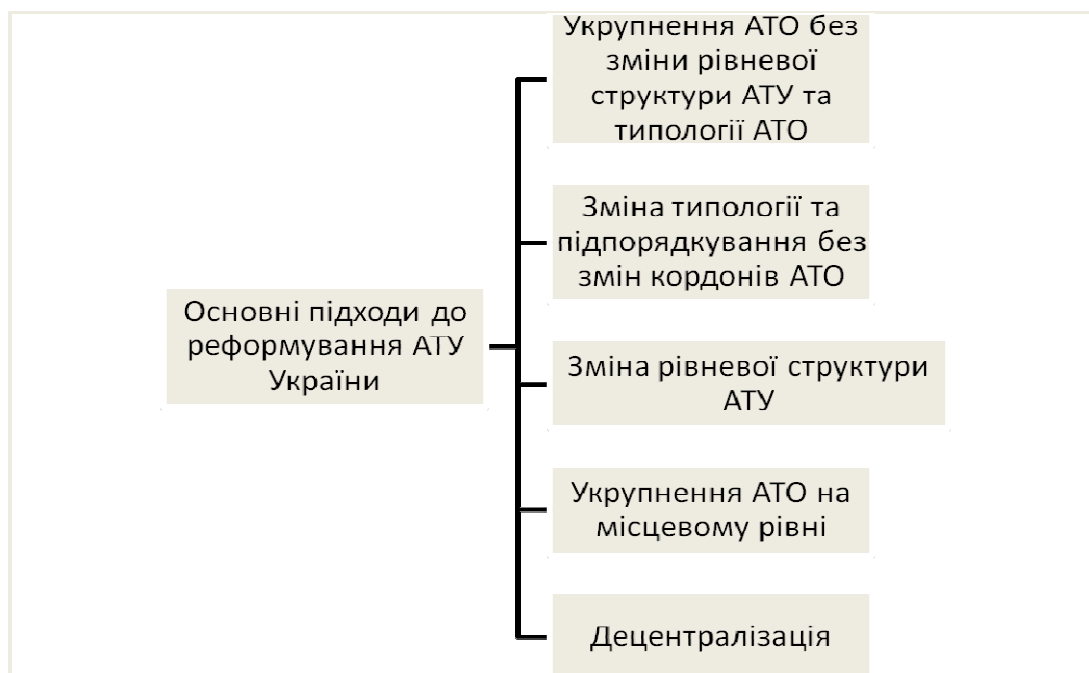 Укрупнення АТО без
зміни рівневої
структури АТУ та
типології АТО
Зміна типології та
підпорядкування без
змін кордонів АТО
Основні підходи до
реформування АТУ
України
Зміна рівневої структури
АТУ
Укрупнення АТО на
місцевому рівні
Децентралізація